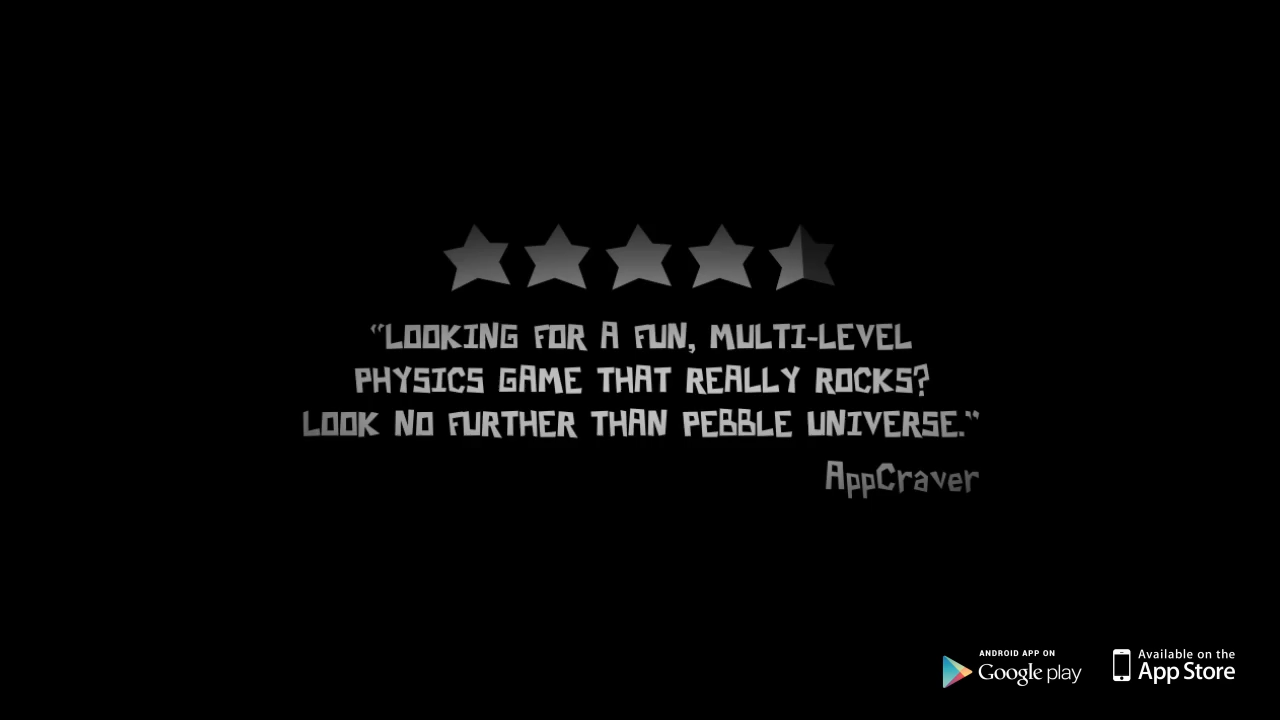 “LOOKING FOR A FUN, MULTI-LEVEL
PHYSICS GAME THAT REALLY ROCKS?
LOOK NO FURTHER THAN PEBBLE UNIVERSE.”
AppCraver
ANDROID APP ON
Google play
Available on the
App Store